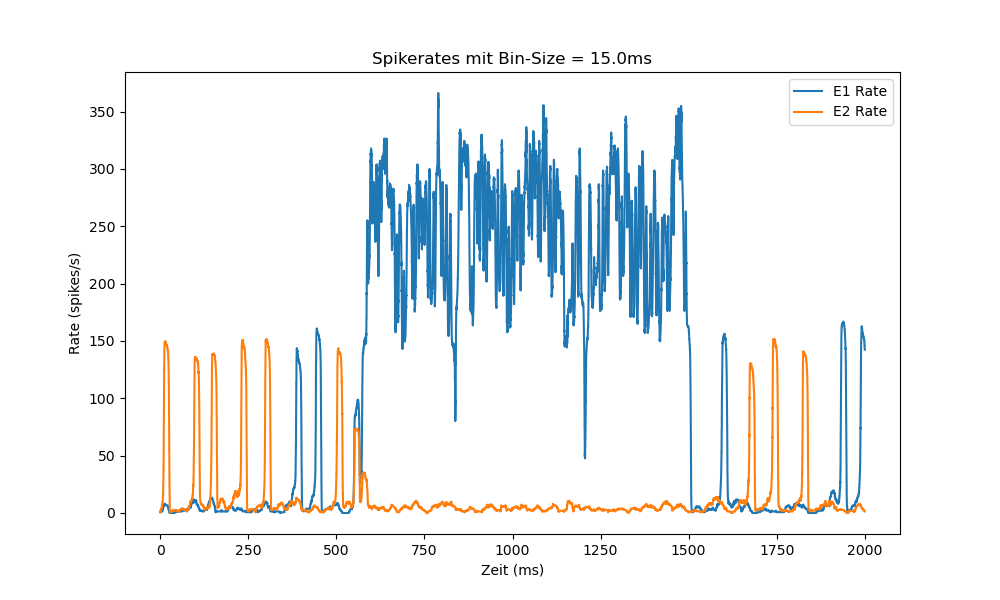 Spikerates mit Bin-Size = 15.0ms
E1 Rate
E2 Rate
Rate (spikes/s)
350
300
250
200
150
100
50
0
0 250 500 750 1000 1250 1500 1750 2000
Zeit (ms)